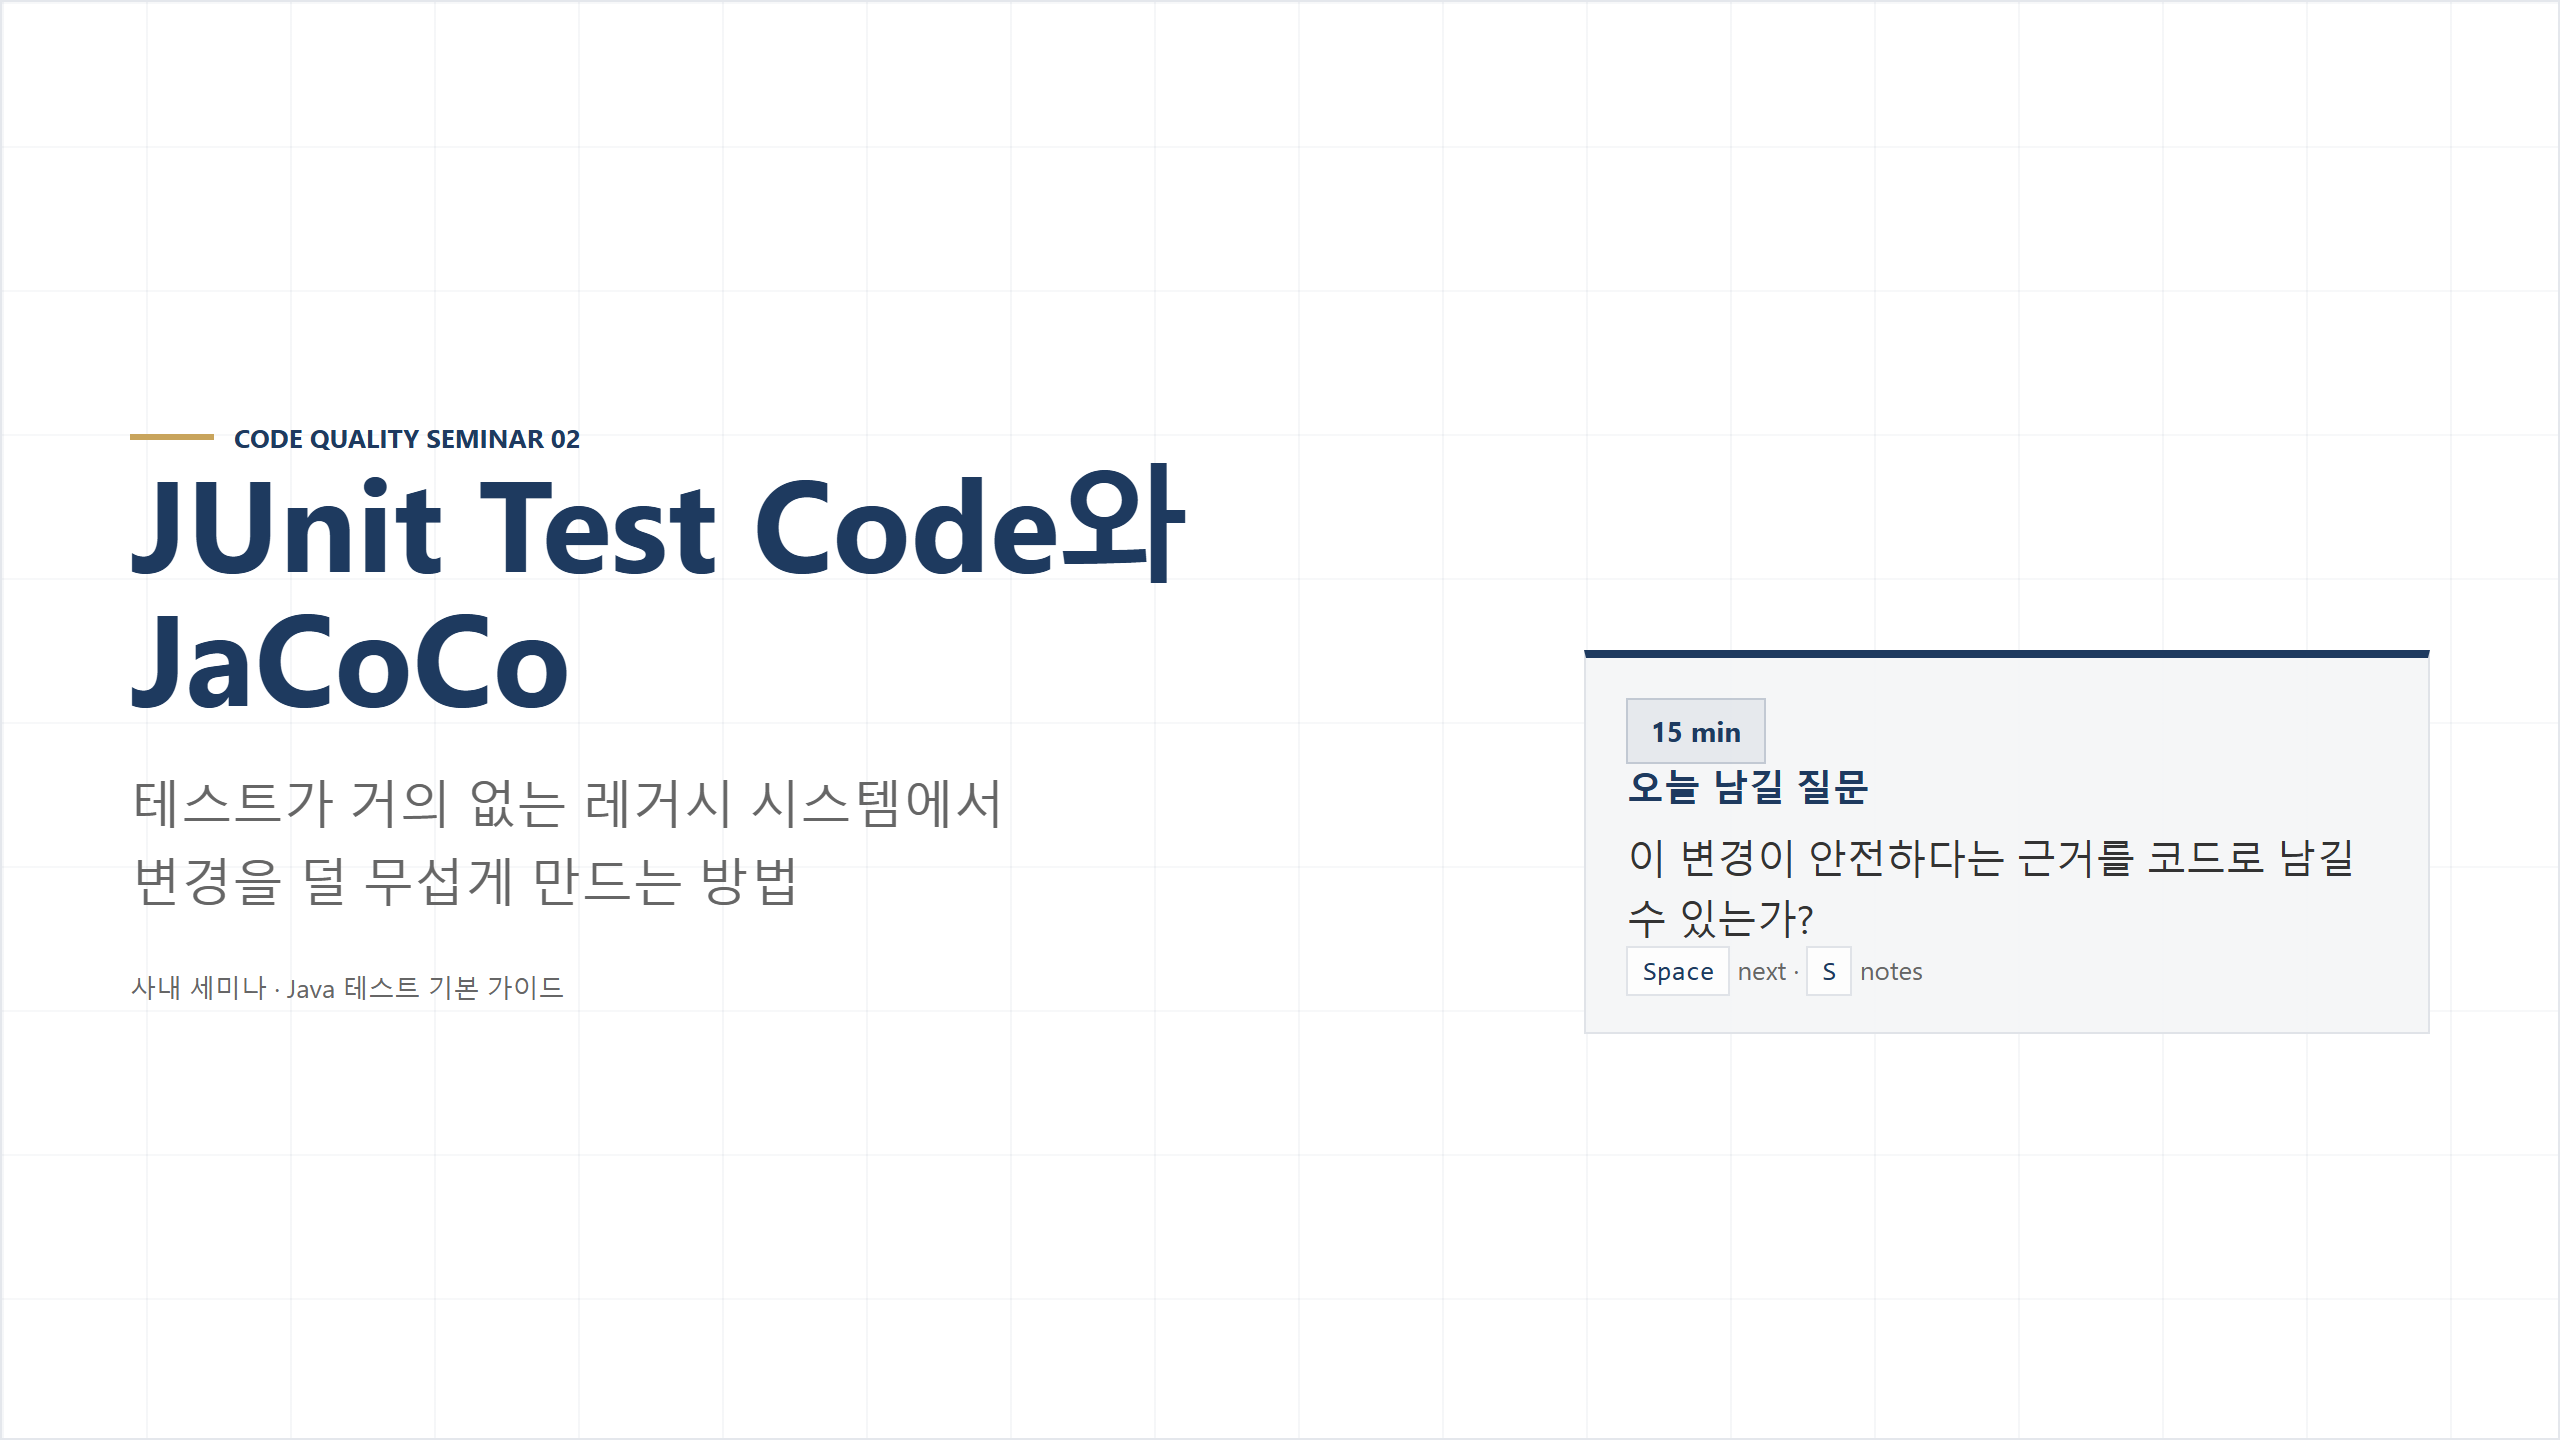 CODE QUALITY SEMINAR 02
JUnit Test Code와
JaCoCo
테스트가 거의 없는 레거시 시스템에서
변경을 덜 무섭게 만드는 방법
사내 세미나 · Java 테스트 기본 가이드
15 min
오늘 남길 질문
이 변경이 안전하다는 근거를 코드로 남길
수 있는가?
Space next · S notes